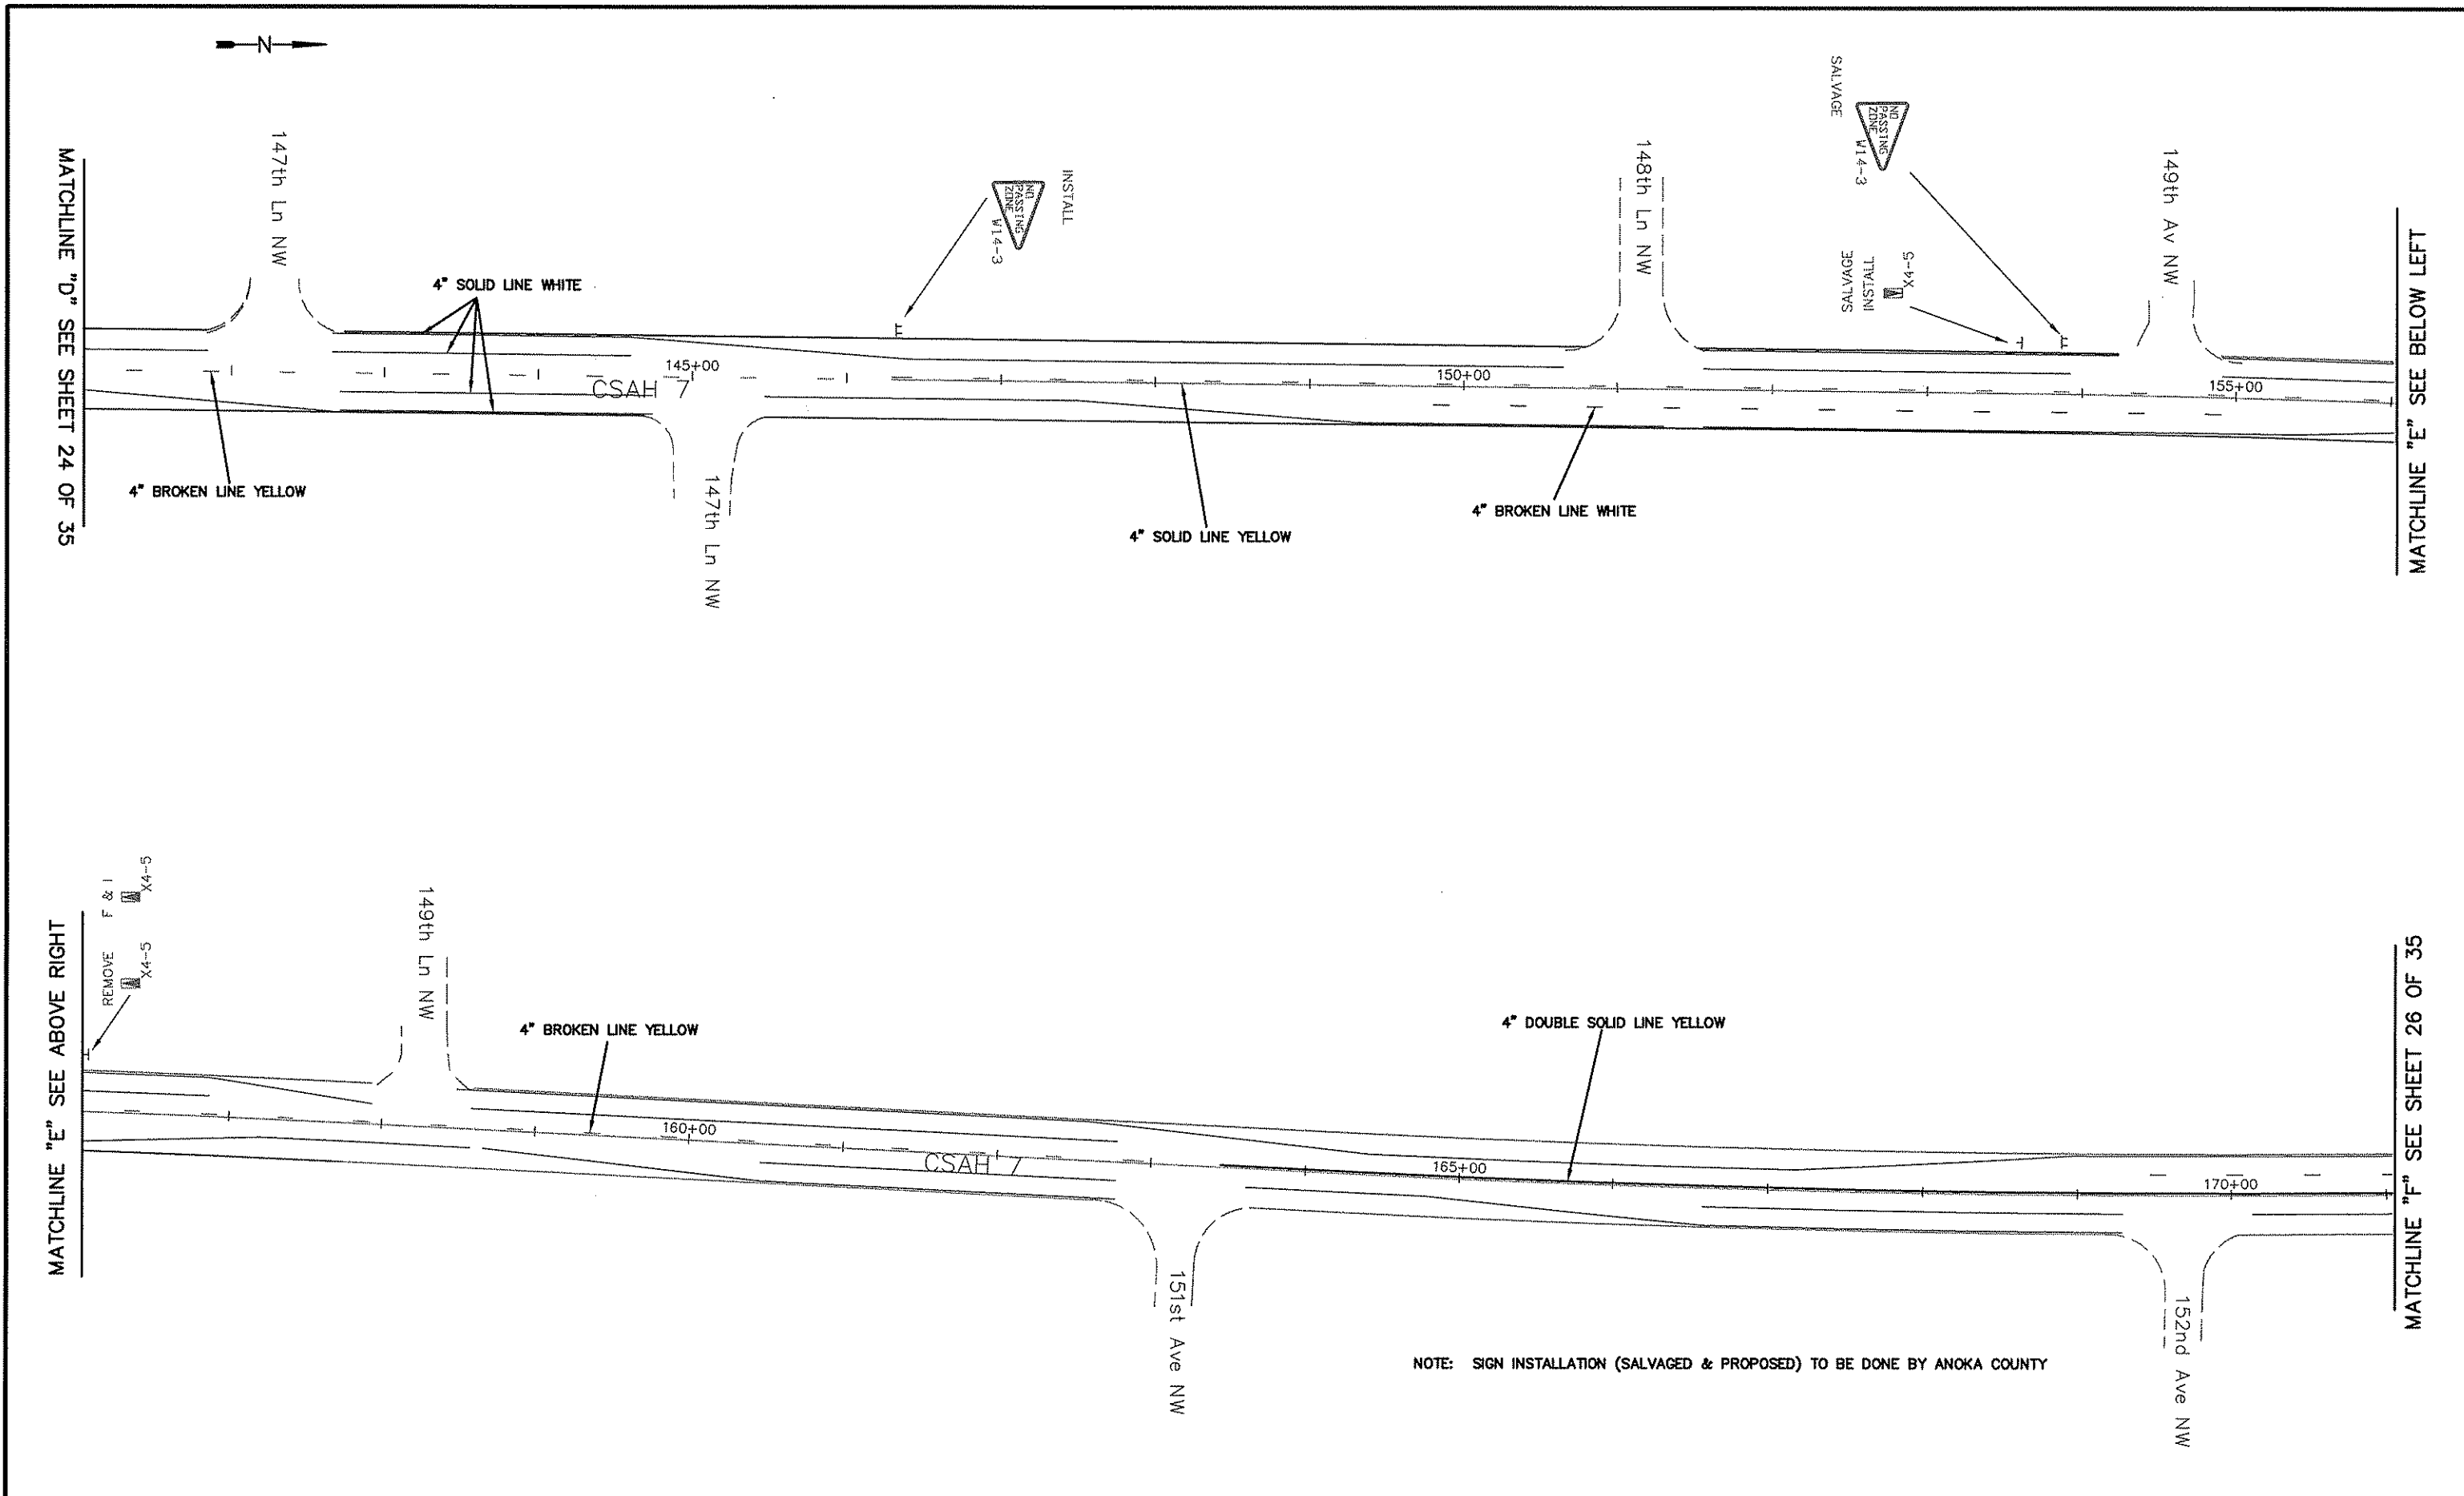 N
MATCHLINE "D" SEE SHEET 24 OF 35
147th Ln NW
4" SOLID LINE WHITE
4" BROKEN LINE YELLOW
CSAH 7
145+00
147th Ln NW
INSTALL
NO
PASSING
ZONE
W14-3
4" SOLID LINE YELLOW
150+00
4" BROKEN LINE WHITE
148th Ln NW
SALVAGE
NO
PASSING
ZONE
W14-3
X4-5
INSTALL
SALVAGE
149th Av NW
155+00
MATCHLINE "E" SEE BELOW LEFT
MATCHLINE "E" SEE ABOVE RIGHT
F & I
X4-5
REMOVE
X4-5
149th Ln NW
4" BROKEN LINE YELLOW
160+00
CSAH 7
151st Ave NW
165+00
4" DOUBLE SOLID LINE YELLOW
170+00
152nd Ave NW
MATCHLINE "F" SEE SHEET 26 OF 35
NOTE: SIGN INSTALLATION (SALVAGED & PROPOSED) TO BE DONE BY ANOKA COUNTY